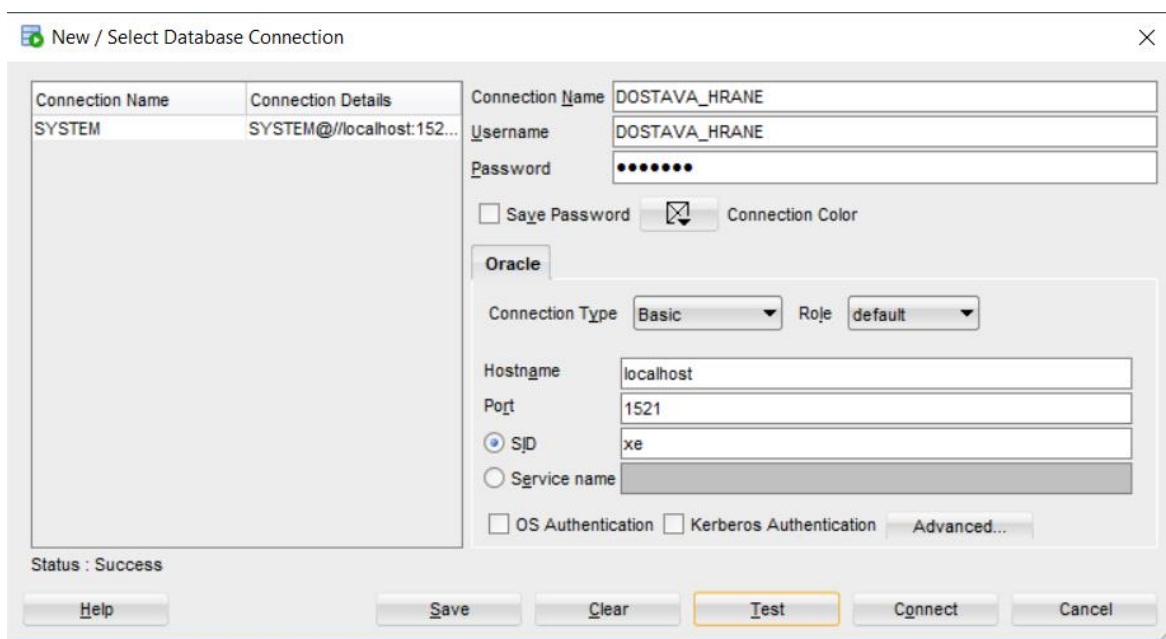 New / Select Database Connection
Connection Name Connection Details
SYSTEM SYSTEM@//localhost:152...
Connection Name DOSTAVA_HRANE
Username DOSTAVA_HRANE
Password •••••••
Save Password Connection Color
Oracle
Connection Type Basic Role default
Hostname localhost
Port 1521
SID xe
Service name
OS Authentication Kerberos Authentication Advanced...
Status : Success
Help Save Clear Test Connect Cancel